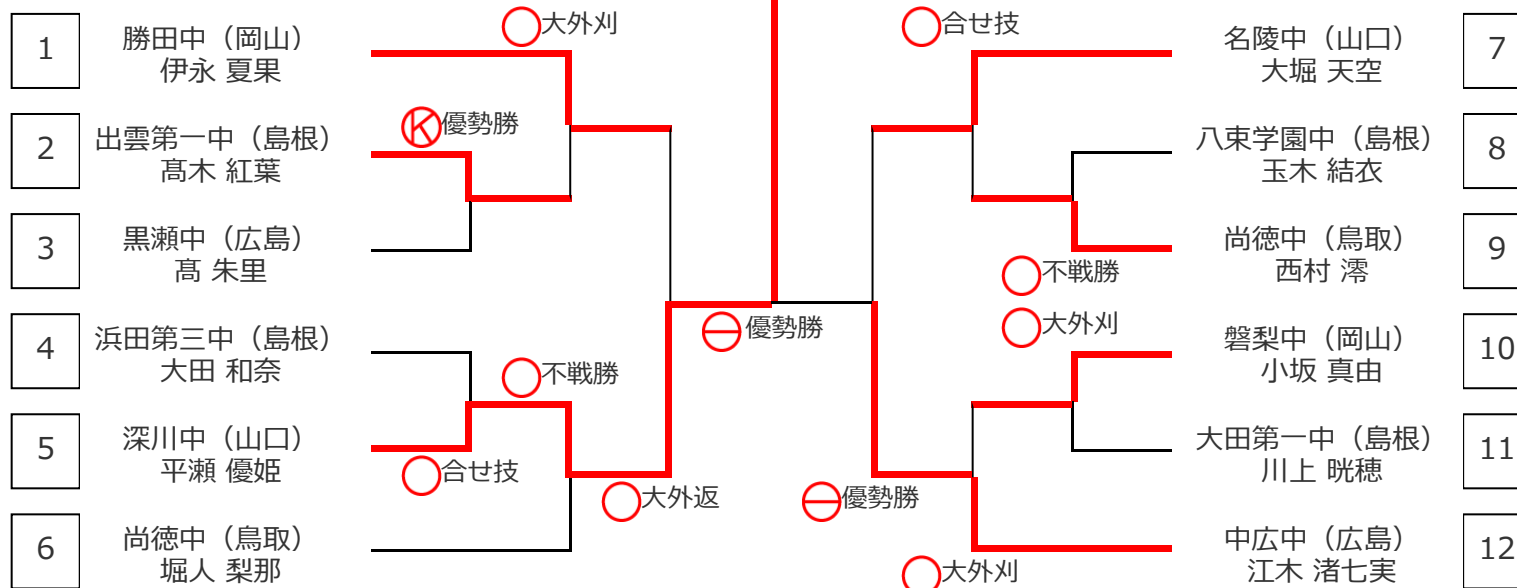 1
勝田中（岡山）
伊永 夏果
2
出雲第一中（島根）
髙木 紅葉
3
黒瀬中（広島）
髙 朱里
4
浜田第三中（島根）
大田 和奈
5
深川中（山口）
平瀬 優姫
6
尚徳中（鳥取）
堀人 梨那
大外刈
K優勢勝
不戦勝
合せ技
大外返
優勢勝
合せ技
不戦勝
大外刈
優勢勝
大外刈
名陵中（山口）
大堀 天空
7
八束学園中（島根）
玉木 結衣
8
尚徳中（鳥取）
西村 澪
9
磐梨中（岡山）
小坂 真由
10
大田第一中（島根）
川上 晄穂
11
中広中（広島）
江木 渚七実
12